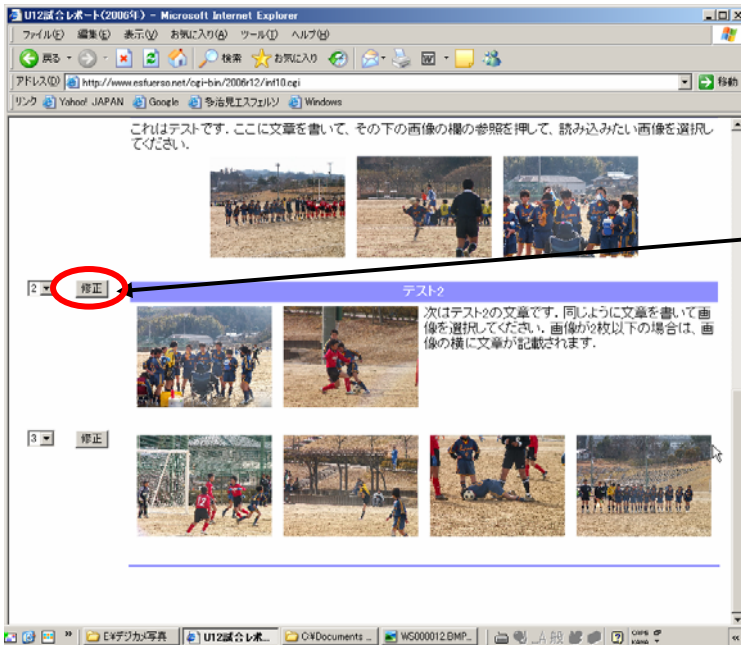 U12試合レポート(2006年) - Microsoft Internet Explorer
ファイル(F) 編集(E) 表示(V) お気に入り(A) ツール(T) ヘルプ(H)
戻る 検索 お気に入り
アドレス(D) http://www.esfuerso.net/cgi-bin/2006r12/inf10.cgi 移動
リンク Yahoo! JAPAN Google 多治見エスフェルソ Windows
これはテストです．ここに文章を書いて、その下の画像の欄の参照を押して、読み込みたい画像を選択し
てください．
2 修正 テスト2
次はテスト2の文章です．同じように文章を書いて画
像を選択してください．画像が2枚以下の場合は、画
像の横に文章が記載されます．
3 修正
E¥デジカメ写真 U12試合レポ... C¥Documents ... WS000012.BMP... A 般 CAPS KANA